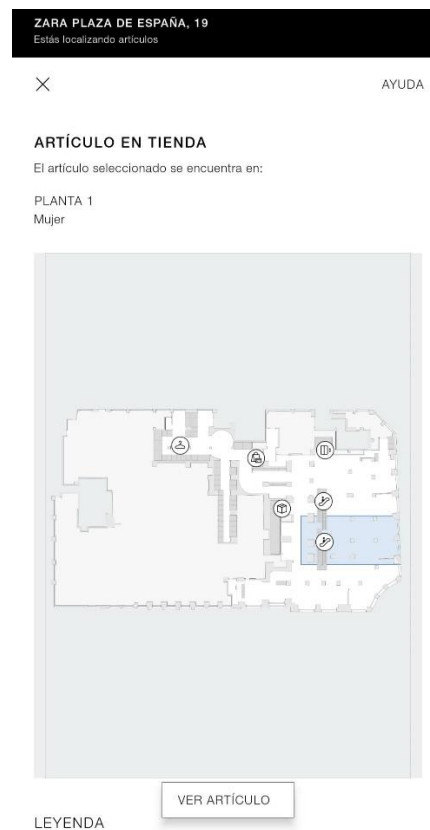 ZARA PLAZA DE ESPAÑA, 19
Estás localizando artículos
AYUDA
ARTÍCULO EN TIENDA
El artículo seleccionado se encuentra en:
PLANTA 1
Mujer
VER ARTÍCULO
LEYENDA